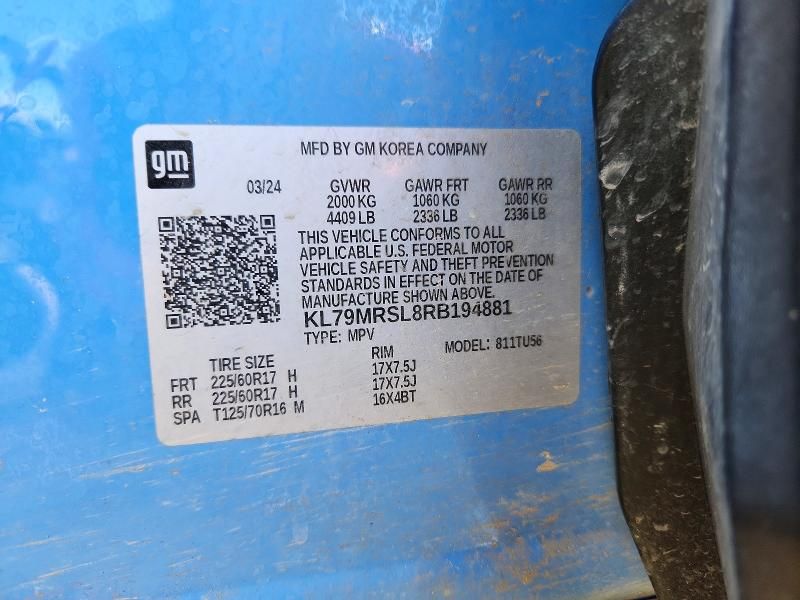 gm
MFD BY GM KOREA COMPANY
03/24 GVWR GAWR FRT GAWR RR
2000 KG 1060 KG 1060 KG
4409 LB 2336 LB 2336 LB
THIS VEHICLE CONFORMS TO ALL
APPLICABLE U.S. FEDERAL MOTOR
VEHICLE SAFETY AND THEFT PREVENTION
STANDARDS IN EFFECT ON THE DATE OF
MANUFACTURE SHOWN ABOVE.
KL79MRSL8RB194881
TYPE: MPV MODEL: 811TU56
TIRE SIZE RIM
FRT 225/60R17 H 17X7.5J
RR 225/60R17 H 17X7.5J
SPA T125/70R16 M 16X4BT